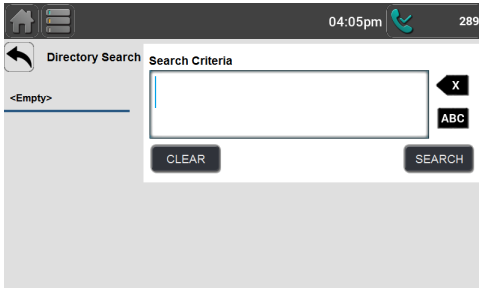 04:05pm 289
Directory Search
Search Criteria
<Empty>
X
ABC
CLEAR
SEARCH